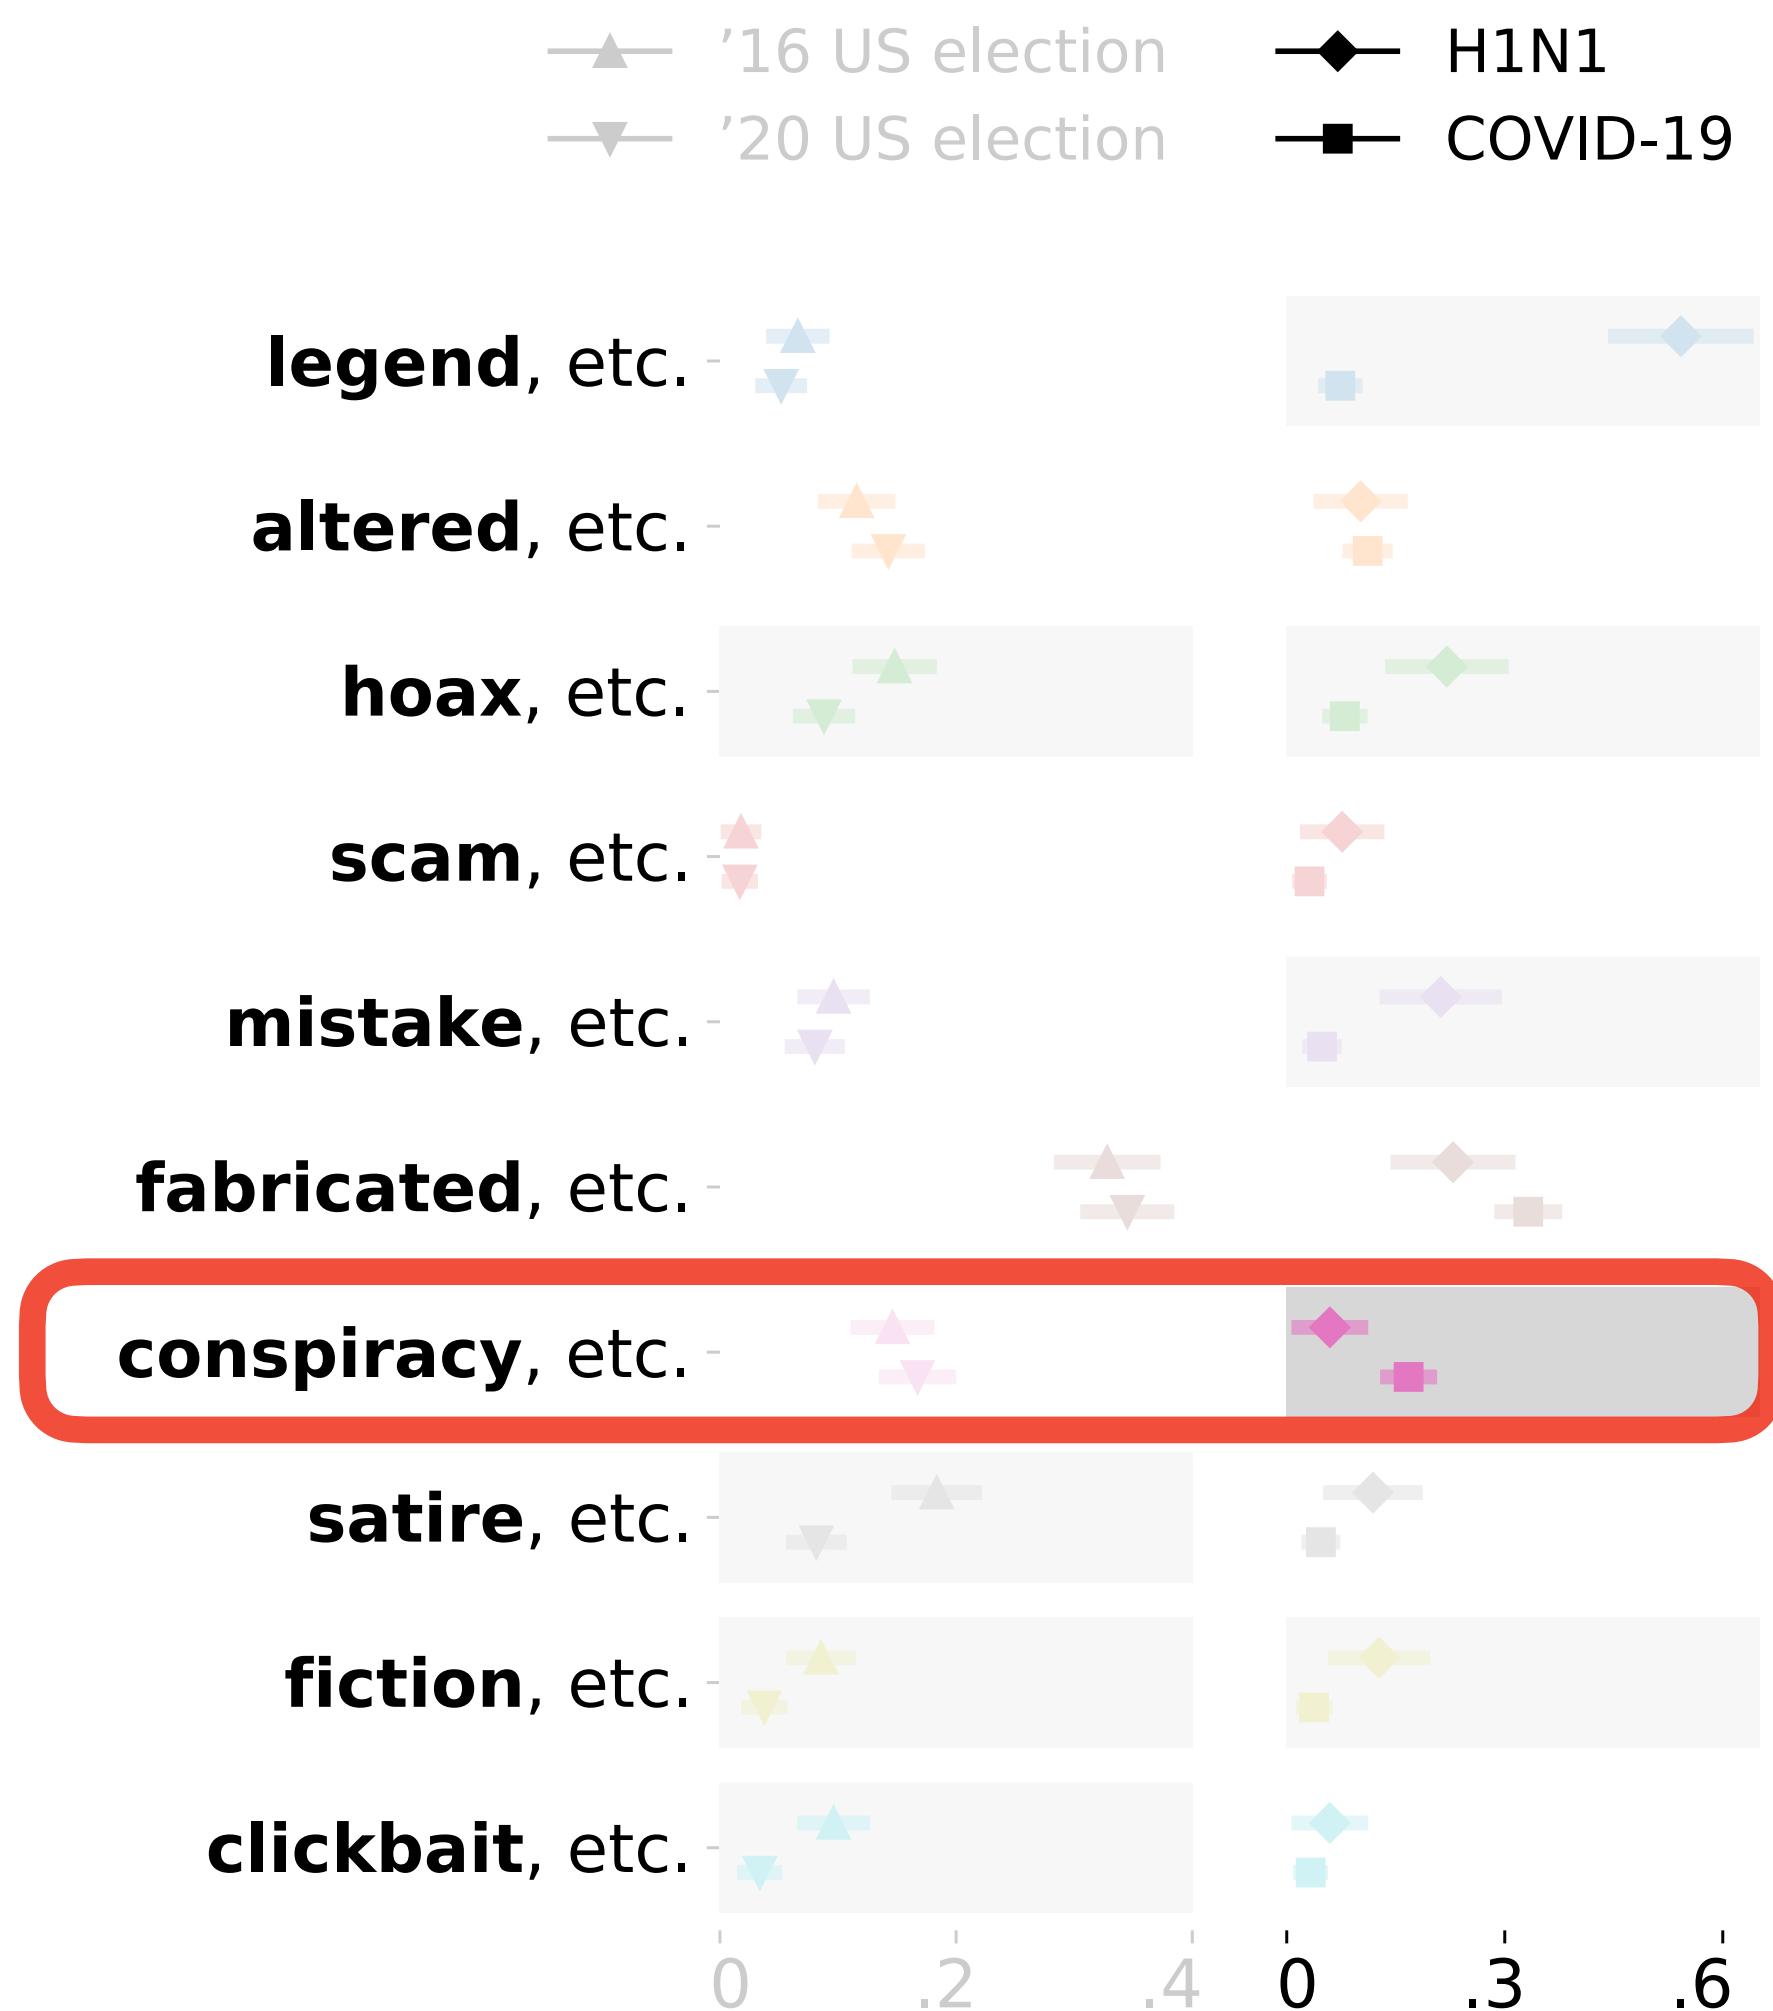 ’16 US election H1N1
’20 US election COVID-19
legend, etc.
altered, etc.
hoax, etc.
scam, etc.
mistake, etc.
fabricated, etc.
conspiracy, etc.
satire, etc.
fiction, etc.
clickbait, etc.
0 .2 .4 0 .3 .6